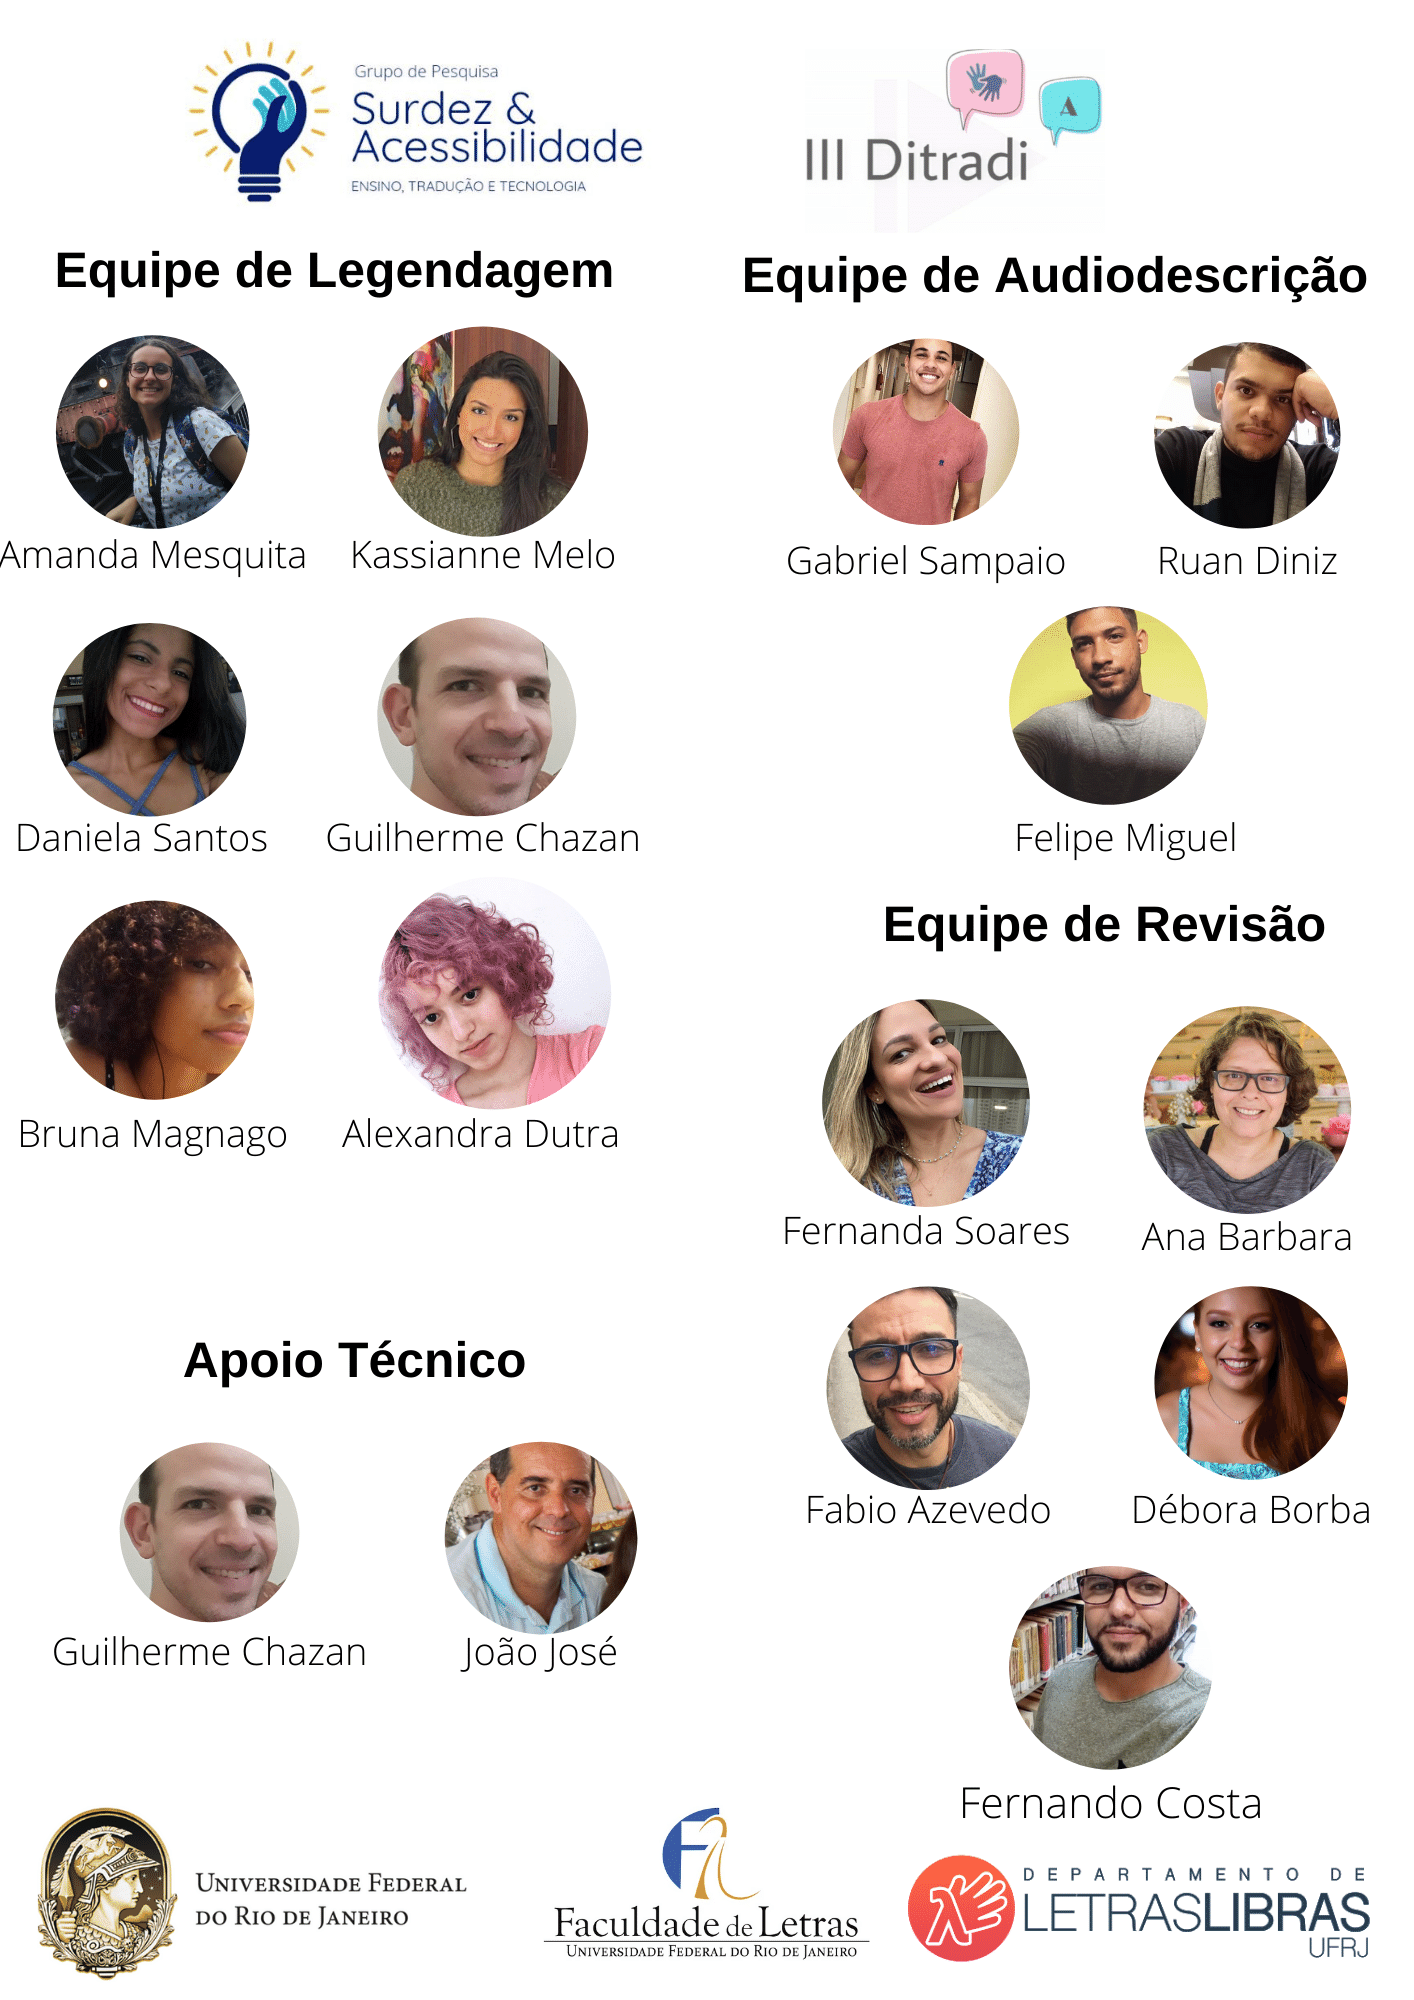 Grupo de Pesquisa
Surdez &
Acessibilidade
ENSINO, TRADUÇÃO E TECNOLOGIA
A
III Ditradi
Equipe de Legendagem
Amanda Mesquita
Kassianne Melo
Daniela Santos
Guilherme Chazan
Bruna Magnago
Alexandra Dutra
Equipe de Audiodescrição
Gabriel Sampaio
Ruan Diniz
Felipe Miguel
Equipe de Revisão
Fernanda Soares
Ana Barbara
Fabio Azevedo
Débora Borba
Fernando Costa
Apoio Técnico
Guilherme Chazan
João José
UNIVERSIDADE FEDERAL
DO RIO DE JANEIRO
Faculdade de Letras
UNIVERSIDADE FEDERAL DO RIO DE JANEIRO
DEPARTAMENTO DE
LETRASLIBRAS
UFRJ